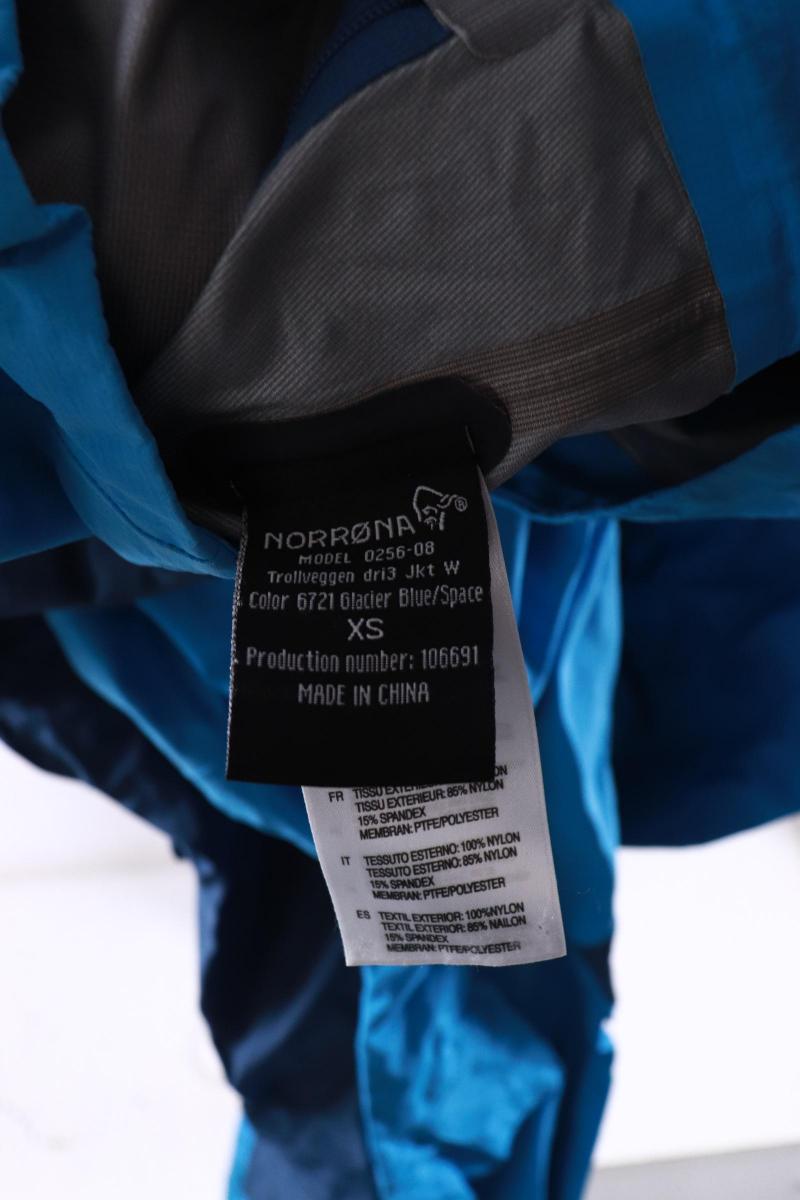 NORRØNA®
MODEL 0256-08
Trollveggen dri3 Jkt W
Color 6721 Glacier Blue/Space
XS
Production number: 106691
MADE IN CHINA
FR TISSU EXTERIEUR: 85% NYLON
15% SPANDEX
MEMBRAN: PTFE/POLYESTER
IT TESSUTO ESTERNO: 100% NYLON
TESSUTO ESTERNO: 85% NYLON
15% SPANDEX
MEMBRAN: PTFE/POLYESTER
ES TEXTIL EXTERIOR: 100%NYLON
TEXTIL EXTERIOR: 85% NAILON
15% SPANDEX
MEMBRAN: PTFE/POLYESTER